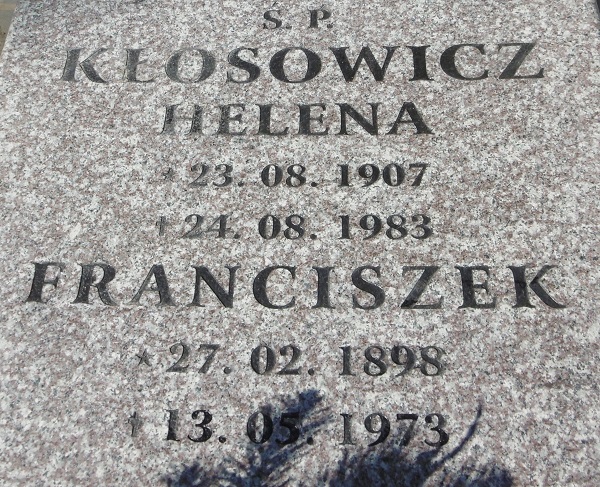 Ś. P.
KŁOSOWICZ
HELENA
* 23. 08. 1907
† 24. 08. 1983
FRANCISZEK
* 27. 02. 1898
† 13. 05. 1973